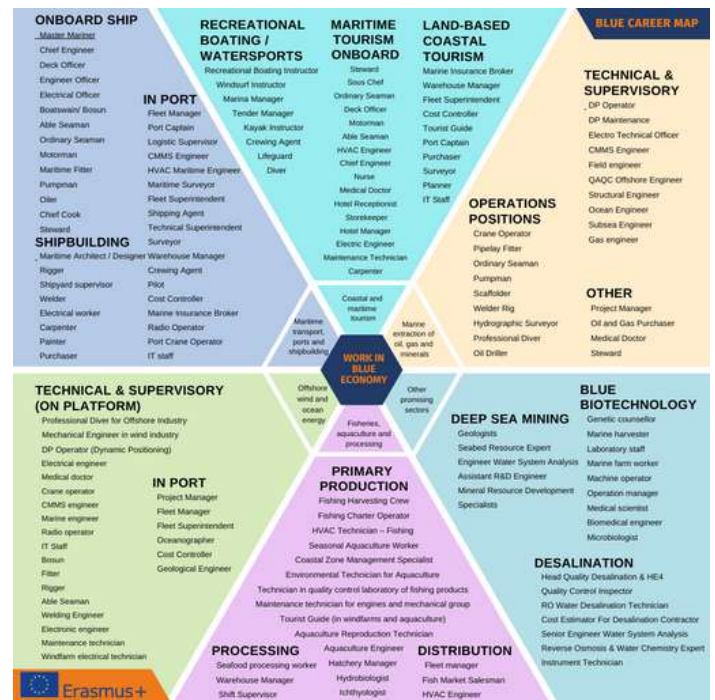 BLUE CAREER MAP
ONBOARD SHIP
Master Mariner
Chief Engineer
Deck Officer
Engineer Officer
Electrical Officer
Boatswain/ Bosun
Able Seaman
Ordinary Seaman
Motorman
Maritime Fitter
Pumpman
Oiler
Chief Cook
Steward
SHIPBUILDING
Maritime Architect / Designer
Rigger
Shipyard supervisor
Welder
Electrical worker
Carpenter
Painter
Purchaser
IN PORT
Fleet Manager
Port Captain
Logistic Supervisor
CMMS Engineer
HVAC Maritime Engineer
Maritime Surveyor
Fleet Superintendent
Shipping Agent
Technical Superintendent
Surveyor
Warehouse Manager
Crewing Agent
Pilot
Cost Controller
Marine Insurance Broker
Radio Operator
Port Crane Operator
IT staff
RECREATIONAL
BOATING /
WATERSPORTS
Recreational Boating Instructor
Windsurf Instructor
Marina Manager
Tender Manager
Kayak Instructor
Crewing Agent
Lifeguard
Diver
MARITIME
TOURISM
ONBOARD
Steward
Sous Chef
Ordinary Seaman
Deck Officer
Motorman
Able Seaman
HVAC Engineer
Chief Engineer
Nurse
Medical Doctor
Hotel Receptionist
Storekeeper
Hotel Manager
Electric Engineer
Maintenance Technician
Carpenter
LAND-BASED
COASTAL
TOURISM
Marine Insurance Broker
Warehouse Manager
Fleet Superintendent
Cost Controller
Tourist Guide
Port Captain
Purchaser
Surveyor
Planner
IT Staff
TECHNICAL &
SUPERVISORY
DP Operator
DP Maintenance
Electro Technical Officer
CMMS Engineer
Field engineer
QAQC Offshore Engineer
Structural Engineer
Ocean Engineer
Subsea Engineer
Gas engineer
OPERATIONS
POSITIONS
Crane Operator
Pipelay Fitter
Ordinary Seaman
Pumpman
Scaffolder
Welder Rig
Hydrographic Surveyor
Professional Diver
Oil Driller
OTHER
Project Manager
Oil and Gas Purchaser
Medical Doctor
Steward
Maritime
transport,
ports and
shipbuilding
Coastal and
maritime
tourism
Marine
extraction of
oil, gas and
minerals
WORK IN
BLUE
ECONOMY
Offshore
wind and
ocean
energy
Fisheries,
aquaculture and
processing
Other
promising
sectors
TECHNICAL & SUPERVISORY
(ON PLATFORM)
Professional Diver for Offshore Industry
Mechanical Engineer in wind industry
DP Operator (Dynamic Positioning)
Electrical engineer
Medical doctor
Crane operator
CMMS engineer
Marine engineer
Radio operator
IT Staff
Bosun
Fitter
Rigger
Able Seaman
Welding Engineer
Electronic engineer
Maintenance technician
Windfarm electrical technician
IN PORT
Project Manager
Fleet Manager
Fleet Superintendent
Oceanographer
Cost Controller
Geological Engineer
PRIMARY
PRODUCTION
Fishing Harvesting Crew
Fishing Charter Operator
HVAC Technician – Fishing
Seasonal Aquaculture Worker
Coastal Zone Management Specialist
Environmental Technician for Aquaculture
Technician in quality control laboratory of fishing products
Maintenance technician for engines and mechanical group
Tourist Guide (in windfarms and aquaculture)
Aquaculture Reproduction Technician
Aquaculture Engineer
Hatchery Manager
Hydrobiologist
Ichthyologist
PROCESSING
Seafood processing worker
Warehouse Manager
Shift Supervisor
DISTRIBUTION
Fleet manager
Fish Market Salesman
HVAC Engineer
DEEP SEA MINING
Geologists
Seabed Resource Expert
Engineer Water System Analysis
Assistant R&D Engineer
Mineral Resource Development
Specialists
BLUE
BIOTECHNOLOGY
Genetic counsellor
Marine harvester
Laboratory staff
Marine farm worker
Machine operator
Operation manager
Medical scientist
Biomedical engineer
Microbiologist
DESALINATION
Head Quality Desalination & HE4
Quality Control Inspector
RO Water Desalination Technician
Cost Estimator For Desalination Contractor
Senior Engineer Water System Analysis
Reverse Osmosis & Water Chemistry Expert
Instrument Technician
Erasmus+